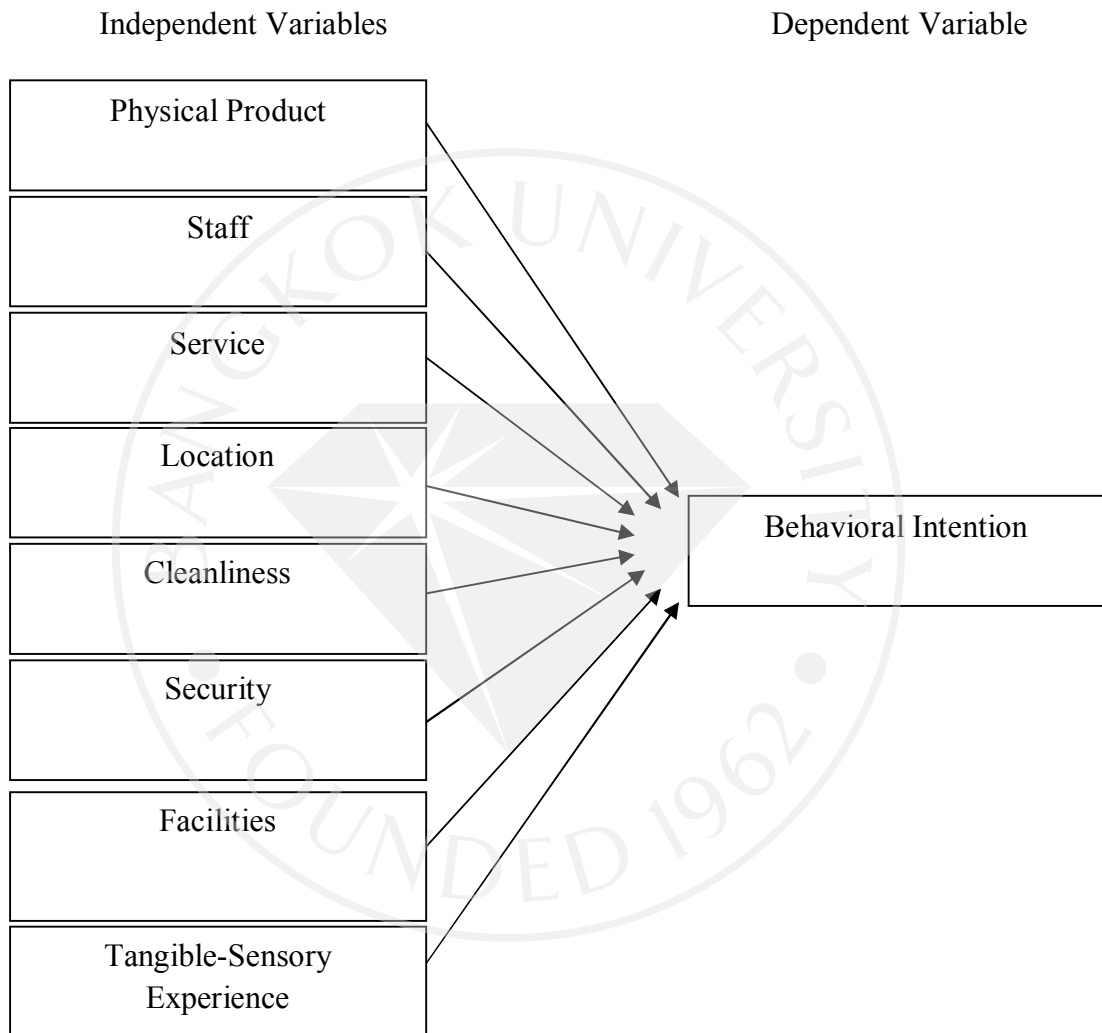 Independent Variables
Dependent Variable
Physical Product
Staff
Service
Location
Cleanliness
Security
Facilities
Tangible-Sensory
Experience
Behavioral Intention
BANGKOK UNIVERSITY
FOUNDED 1962